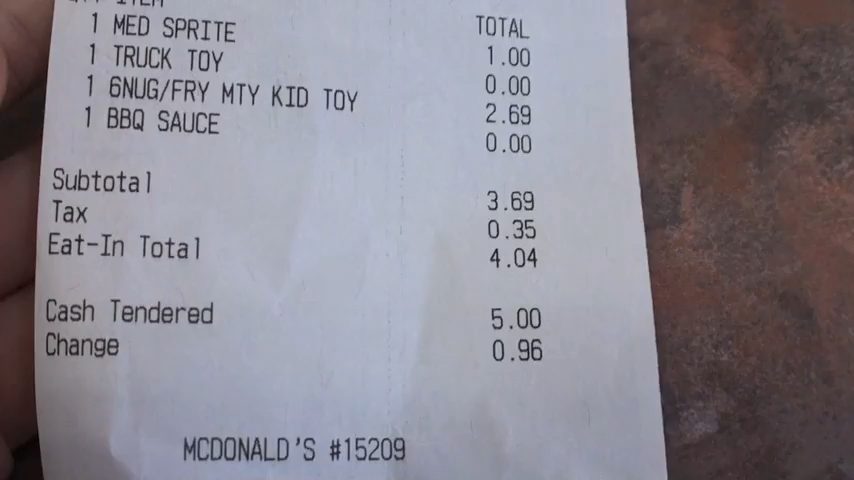 QTY ITEM TOTAL
1 MED SPRITE 1.00
1 TRUCK TOY 0.00
1 6NUG/FRY MTY KID TOY 2.69
1 BBQ SAUCE 0.00
Subtotal 3.69
Tax 0.35
Eat-In Total 4.04
Cash Tendered 5.00
Change 0.96
MCDONALD'S #15209